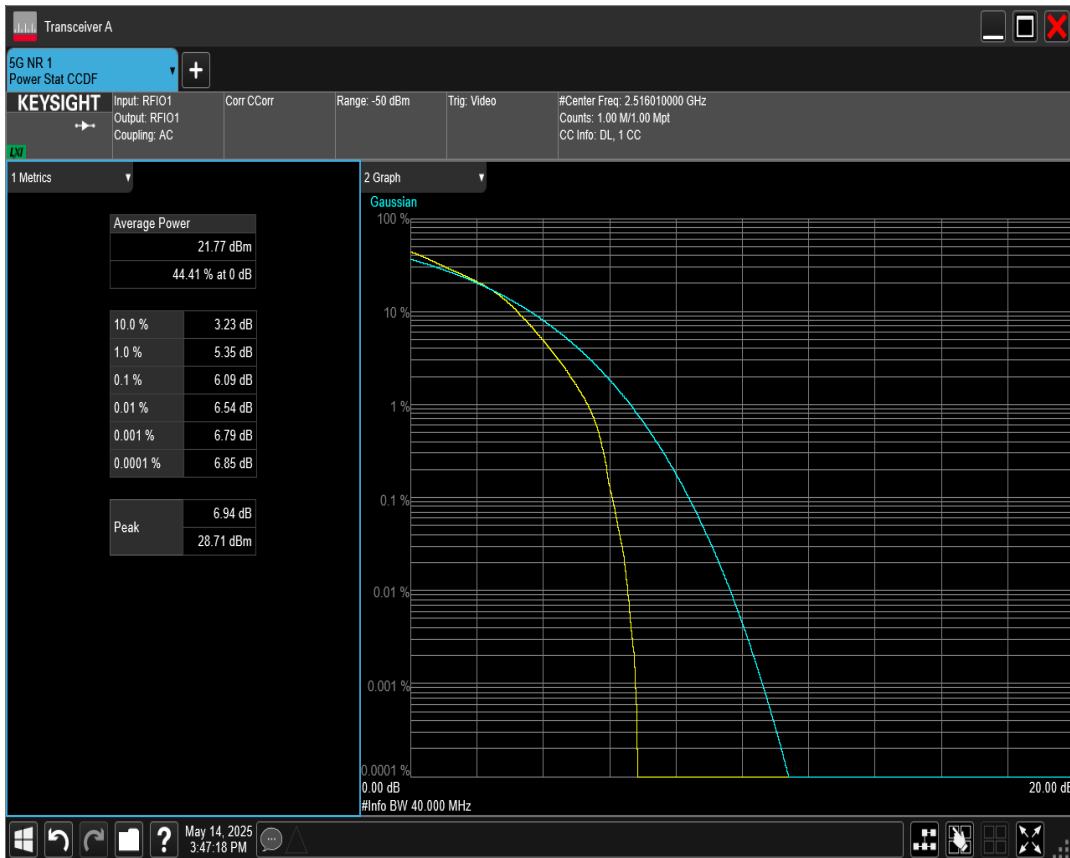 Transceiver A
5G NR 1
Power Stat CCDF
KEYSIGHT
LXI
Input: RFIO1
Output: RFIO1
Coupling: AC
Corr CCorr
Range: -50 dBm
Trig: Video
#Center Freq: 2.516010000 GHz
Counts: 1.00 M/1.00 Mpt
CC Info: DL, 1 CC
1 Metrics
Average Power
21.77 dBm
44.41 % at 0 dB
10.0 % 3.23 dB
1.0 % 5.35 dB
0.1 % 6.09 dB
0.01 % 6.54 dB
0.001 % 6.79 dB
0.0001 % 6.85 dB
Peak 6.94 dB
28.71 dBm
2 Graph
Gaussian
100 %
10 %
1 %
0.1 %
0.01 %
0.001 %
0.0001 %
0.00 dB 20.00 dB
#Info BW 40.000 MHz
May 14, 2025
3:47:18 PM